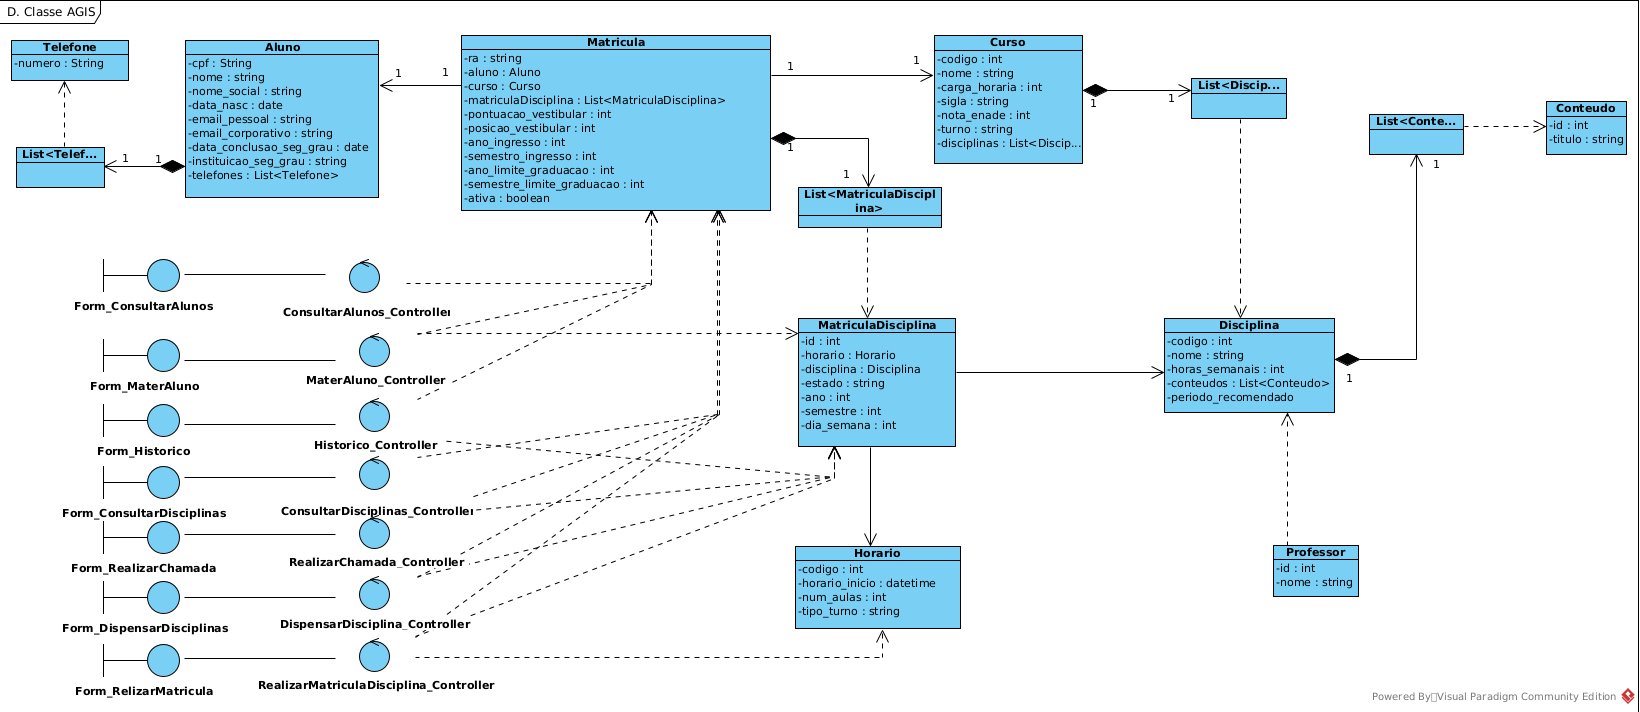 D. Classe AGIS
Telefone
-numero : String
Aluno
-cpf : String
-nome : string
-nome_social : string
-data_nasc : date
-email_pessoal : string
-email_corporativo : string
-data_conclusao_seg_grau : date
-instituicao_seg_grau : string
-telefones : List<Telefone>
1
1
List<Telef...
1
1
Matricula
-ra : string
-aluno : Aluno
-curso : Curso
-matriculaDisciplina : List<MatriculaDisciplina>
-pontuacao_vestibular : int
-posicao_vestibular : int
-ano_ingresso : int
-semestro_ingresso : int
-ano_limite_graduacao : int
-semestre_limite_graduacao : int
-ativa : boolean
1
1
1
1
List<MatriculaDiscipl
ina>
Curso
-codigo : int
-nome : string
-carga_horaria : int
-sigla : string
-nota_enade : int
-turno : string
-disciplinas : List<Discip...
1
1
List<Discip...
List<Conte...
1
Conteudo
-id : int
-titulo : string
Form_ConsultarAlunos
ConsultarAlunos_Controller
Form_MaterAluno
MaterAluno_Controller
Form_Historico
Historico_Controller
Form_ConsultarDisciplinas
ConsultarDisciplinas_Controller
Form_RealizarChamada
RealizarChamada_Controller
Form_DispensarDisciplinas
DispensarDisciplina_Controller
Form_RelizarMatricula
RealizarMatriculaDisciplina_Controller
MatriculaDisciplina
-id : int
-horario : Horario
-disciplina : Disciplina
-estado : string
-ano : int
-semestre : int
-dia_semana : int
Disciplina
-codigo : int
-nome : string
-horas_semanais : int
-conteudos : List<Conteudo>
-periodo_recomendado
1
Horario
-codigo : int
-horario_inicio : datetime
-num_aulas : int
-tipo_turno : string
Professor
-id : int
-nome : string
Powered By Visual Paradigm Community Edition